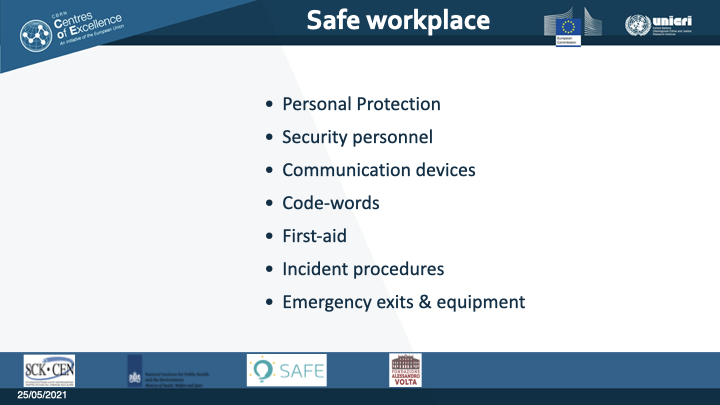 CBRN
Centres
of Excellence
An initiative of the European Union
Safe workplace
European
Commission
unicri
United Nations
Interregional Crime and Justice
Research Institute
• Personal Protection
• Security personnel
• Communication devices
• Code-words
• First-aid
• Incident procedures
• Emergency exits & equipment
SCK•CEN
National Institute for Public Health
and the Environment
Ministry of Health, Welfare and Sport
SAFE
FONDAZIONE
ALESSANDRO
VOLTA
25/05/2021